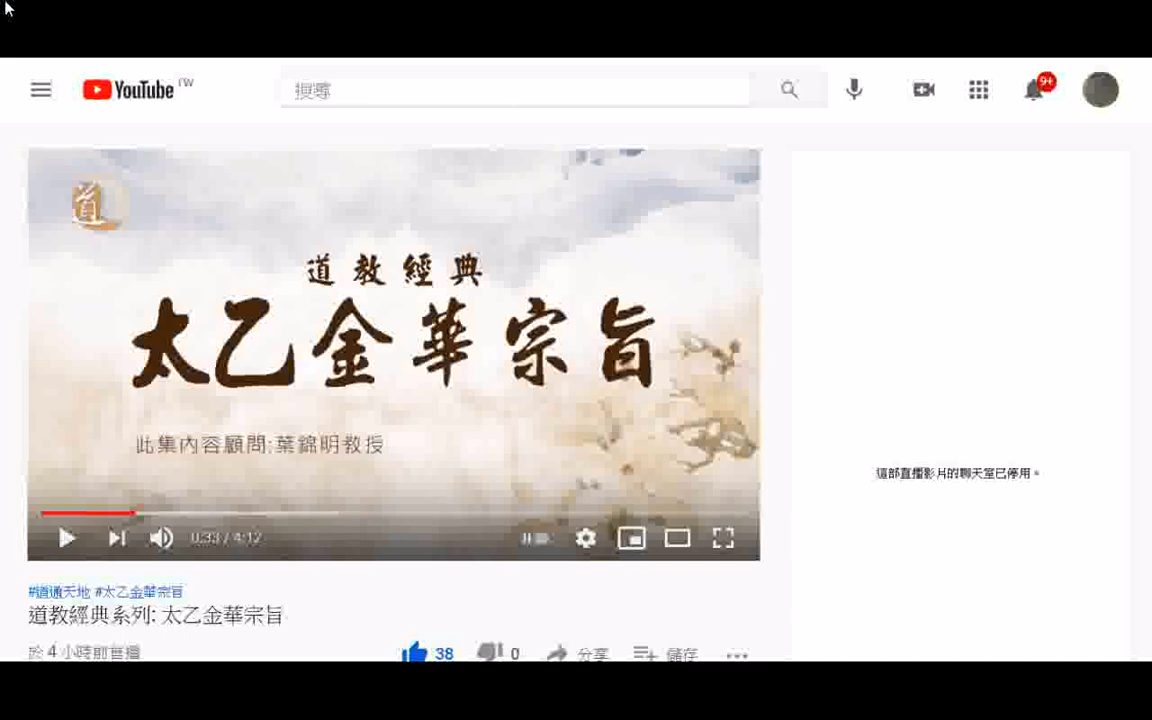 YouTube TW
搜尋
9+
道
道教經典
太乙金華宗旨
此集內容顧問:葉錦明教授
0:33 / 4:12
這部直播影片的聊天室已停用。
#道通天地 #太乙金華宗旨
道教經典系列: 太乙金華宗旨
於 4 小時前首播
38
0
分享
儲存